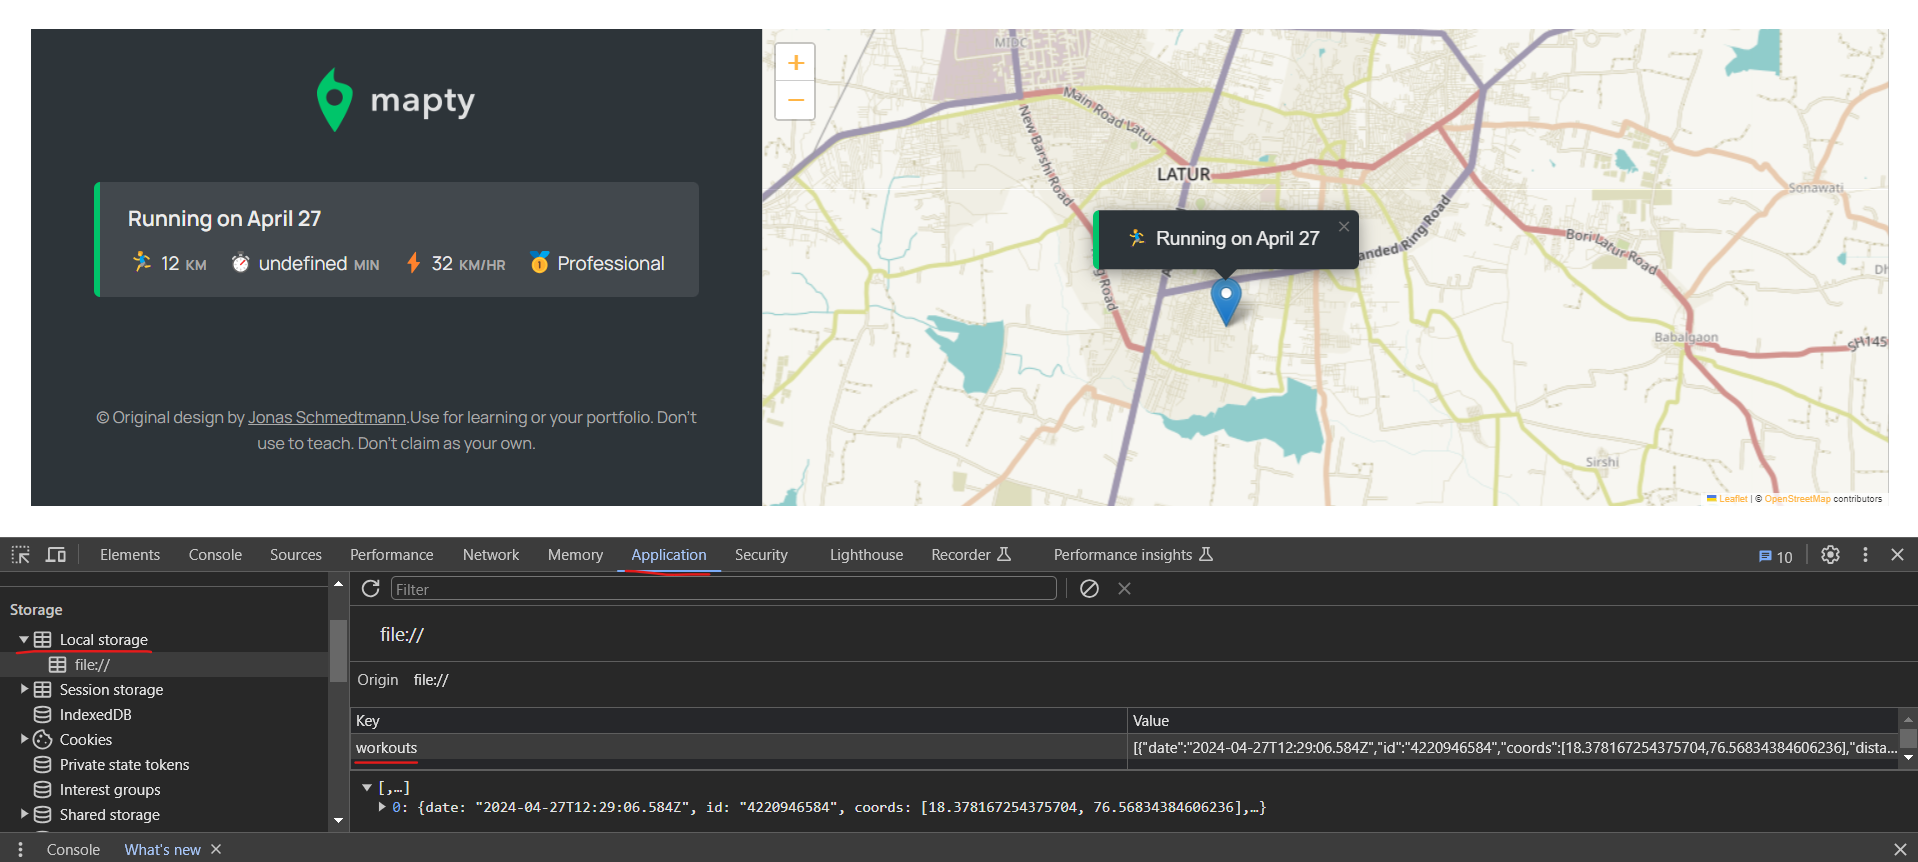 mapty
Running on April 27
12 KM undefined MIN 32 KM/HR 1 Professional
© Original design by Jonas Schmedtmann.Use for learning or your portfolio. Don't
use to teach. Don't claim as your own.
+
−
MIDC
Main Road Latur
New Barshi Road
LATUR
Sonawati
Running on April 27 ×
anded Ring Road
Bori Latur Road
g Road
Babalgaon
SH145
Sirshi
Leaflet | © OpenStreetMap contributors
Elements Console Sources Performance Network Memory Application Security Lighthouse Recorder Performance insights 10
Filter
Storage
Local storage
file://
Session storage
IndexedDB
Cookies
Private state tokens
Interest groups
Shared storage
file://
Origin file://
Key Value
workouts [{"date":"2024-04-27T12:29:06.584Z","id":"4220946584","coords":[18.378167254375704,76.56834384606236],"dista...
[,…]
0: {date: "2024-04-27T12:29:06.584Z", id: "4220946584", coords: [18.378167254375704, 76.56834384606236],…}
Console What's new